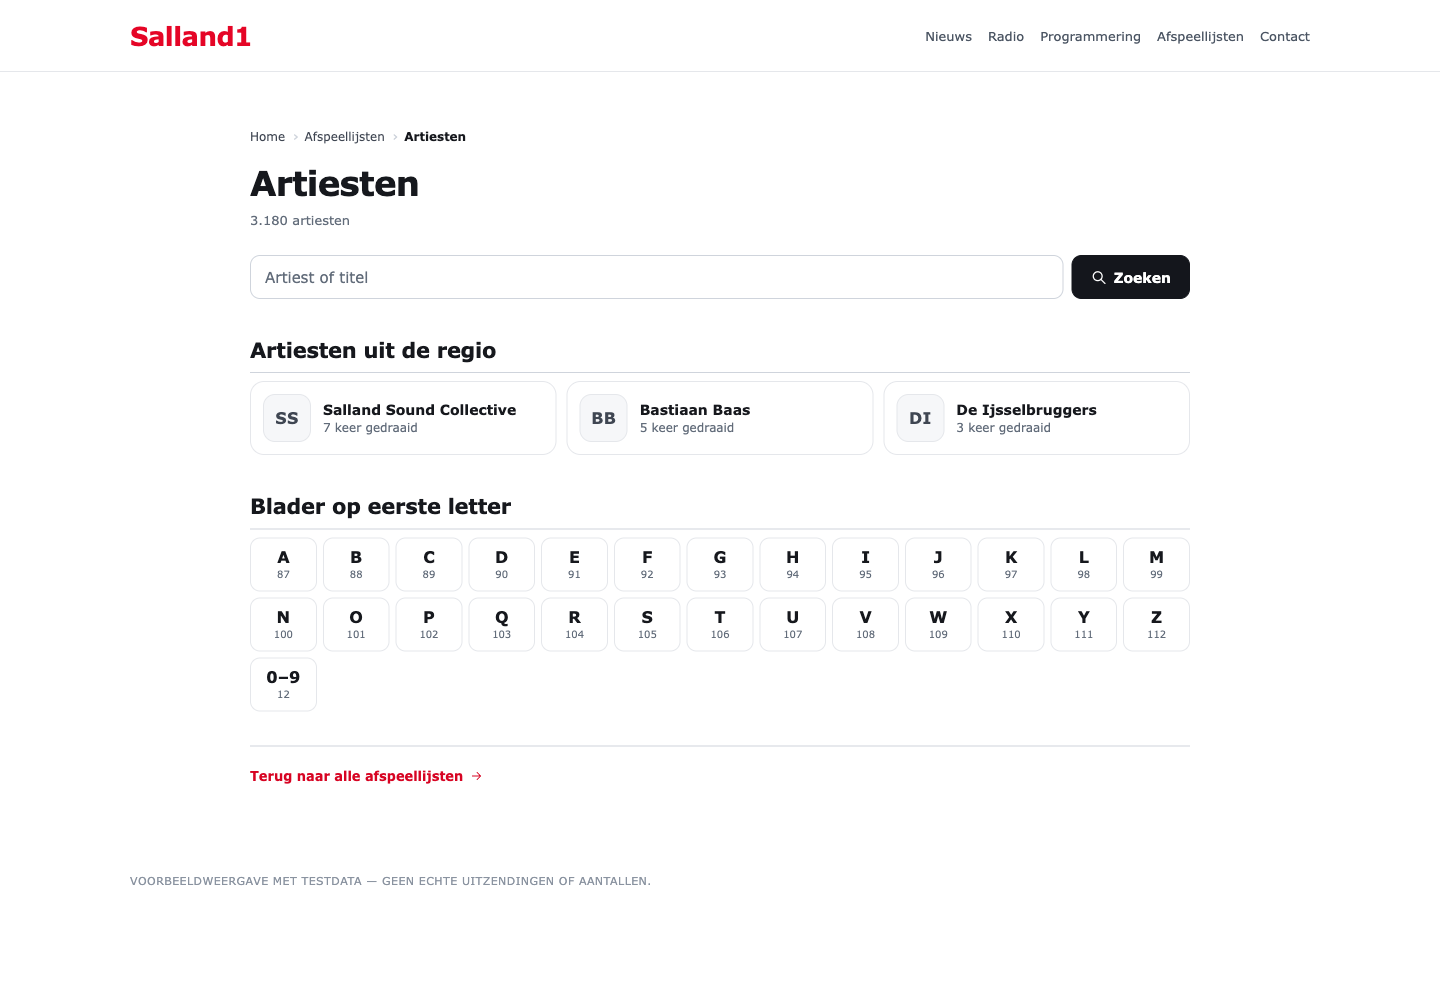 Salland1
Nieuws Radio Programmering Afspeellijsten Contact
Home › Afspeellijsten › Artiesten
Artiesten
3.180 artiesten
Artiest of titel
Zoeken
Artiesten uit de regio
SS Salland Sound Collective
7 keer gedraaid
BB Bastiaan Baas
5 keer gedraaid
DI De Ijsselbruggers
3 keer gedraaid
Blader op eerste letter
A B C D E F G H I J K L M
87 88 89 90 91 92 93 94 95 96 97 98 99
N O P Q R S T U V W X Y Z
100 101 102 103 104 105 106 107 108 109 110 111 112
0–9
12
Terug naar alle afspeellijsten →
VOORBEELDWEERGAVE MET TESTDATA — GEEN ECHTE UITZENDINGEN OF AANTALLEN.